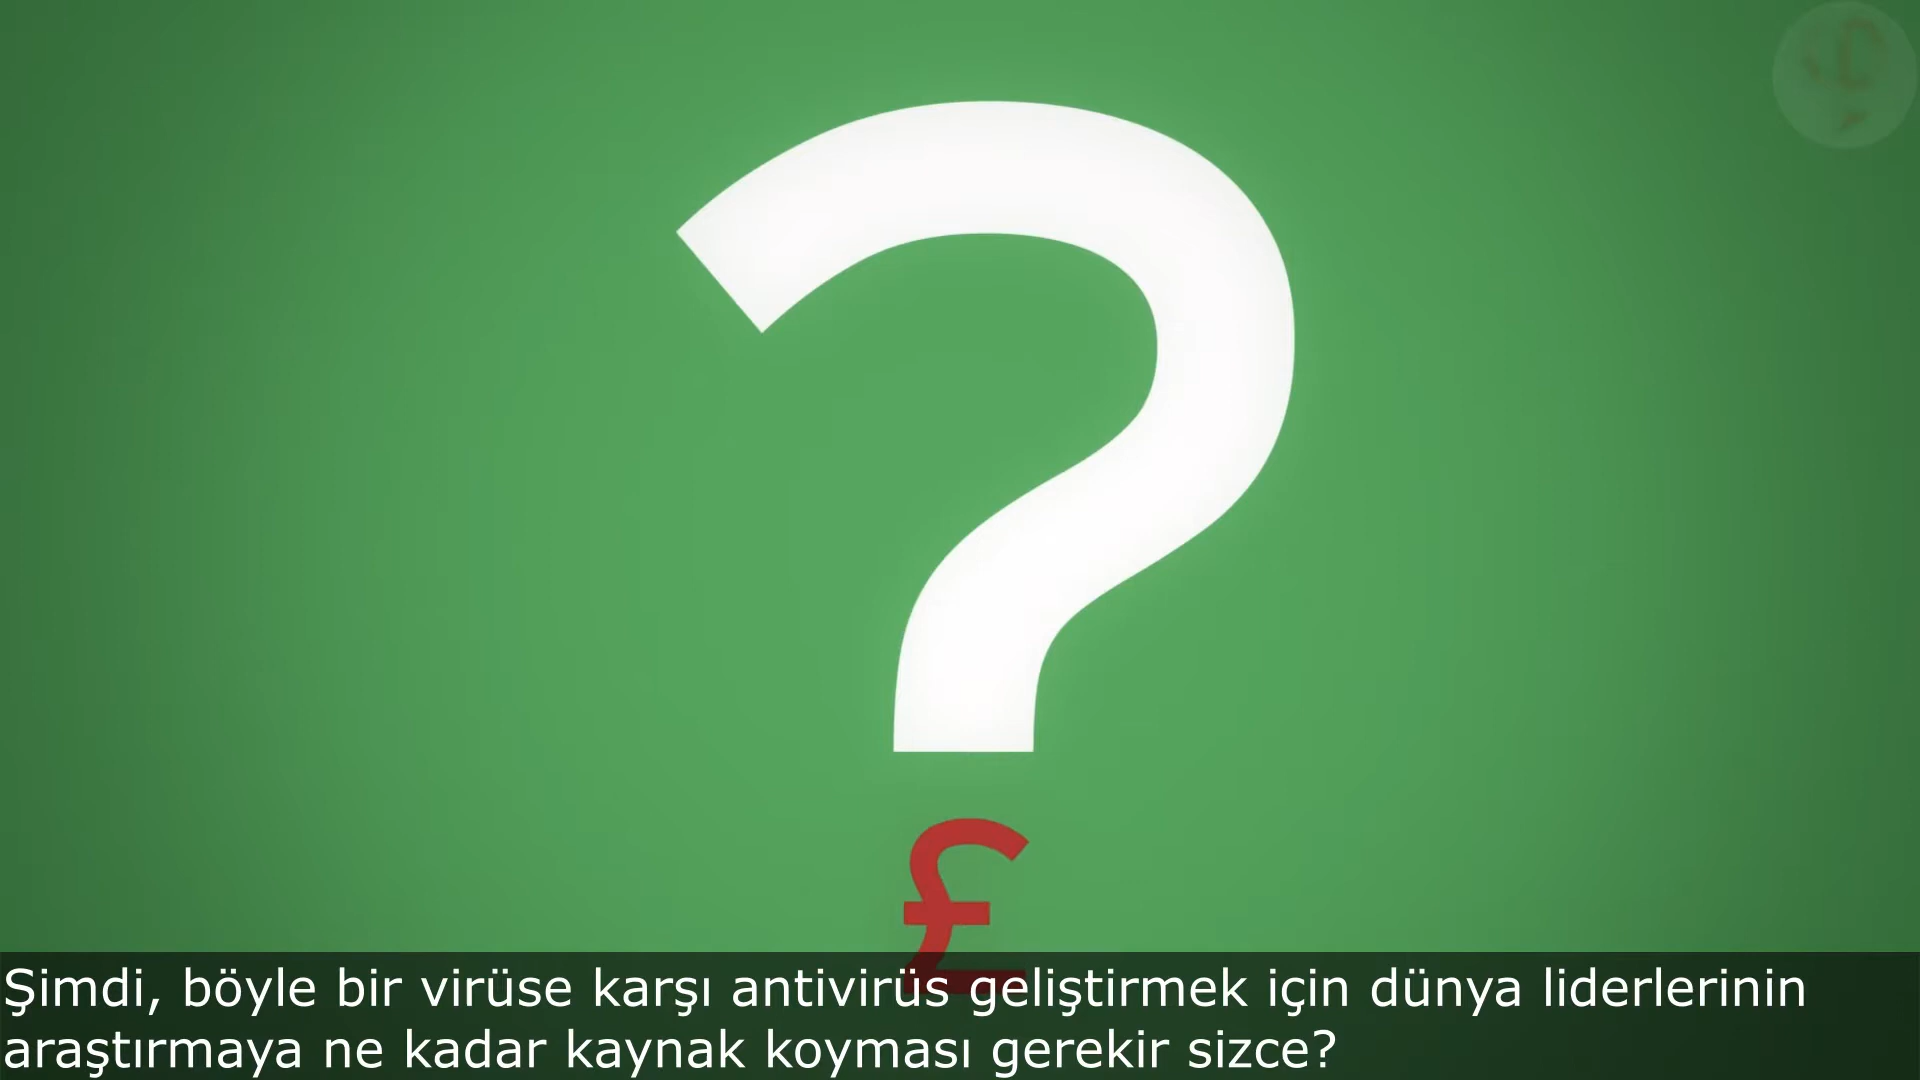 ?
£
Şimdi, böyle bir virüse karşı antivirüs geliştirmek için dünya liderlerinin
araştırmaya ne kadar kaynak koyması gerekir sizce?